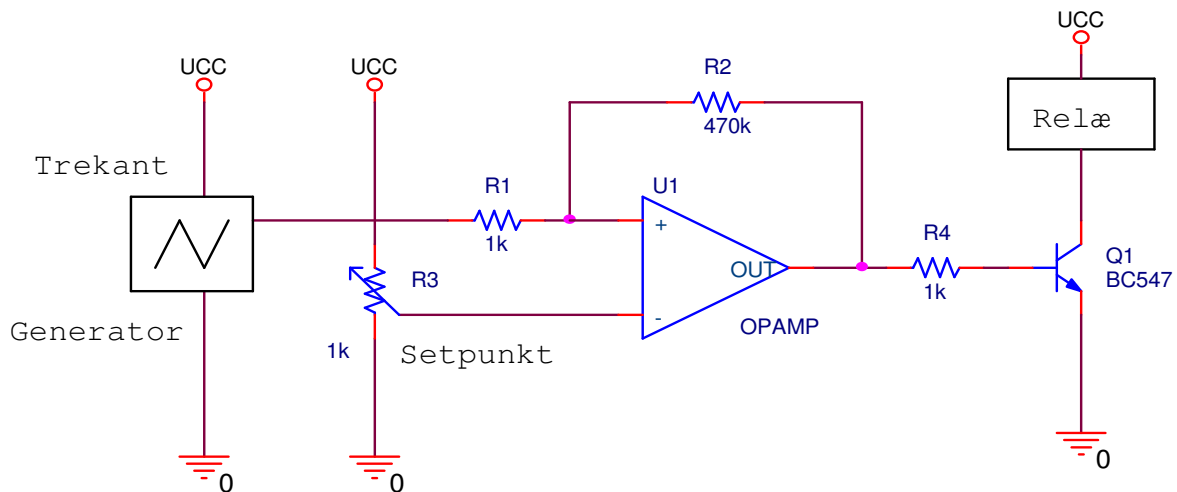 UCC
UCC
UCC
R2
470k
Relæ
Trekant
R1
1k
U1
+
OUT
-
OPAMP
R4
1k
Q1
BC547
R3
1k
Setpunkt
Generator
0
0
0